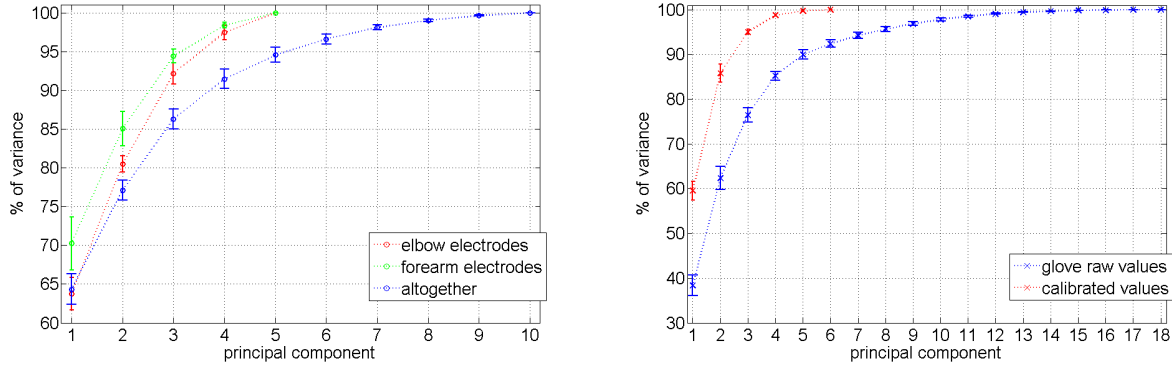 % of variance
100
95
90
85
80
75
70
65
60
1 2 3 4 5 6 7 8 9 10
principal component
elbow electrodes
forearm electrodes
altogether
% of variance
100
90
80
70
60
50
40
30
1 2 3 4 5 6 7 8 9 10 11 12 13 14 15 16 17 18
principal component
glove raw values
calibrated values